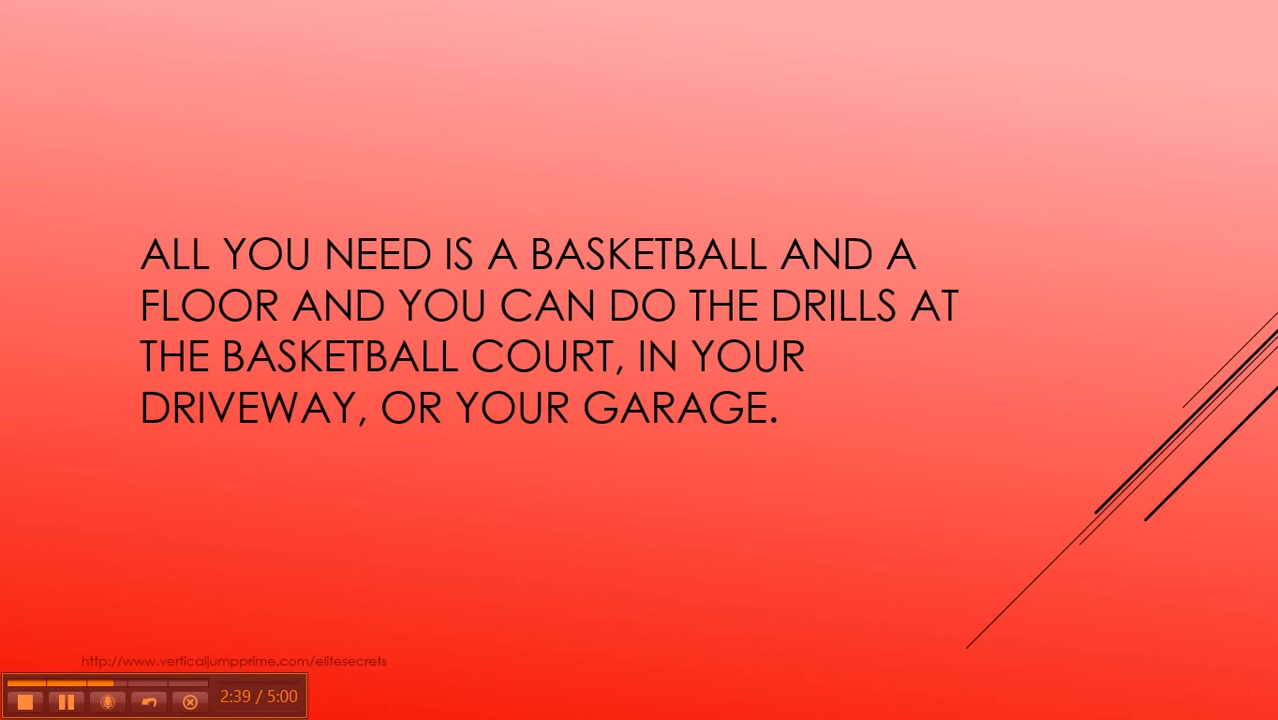 ALL YOU NEED IS A BASKETBALL AND A
FLOOR AND YOU CAN DO THE DRILLS AT
THE BASKETBALL COURT, IN YOUR
DRIVEWAY, OR YOUR GARAGE.
http://www.verticaljumpprime.com/elitesecrets
2:39 / 5:00